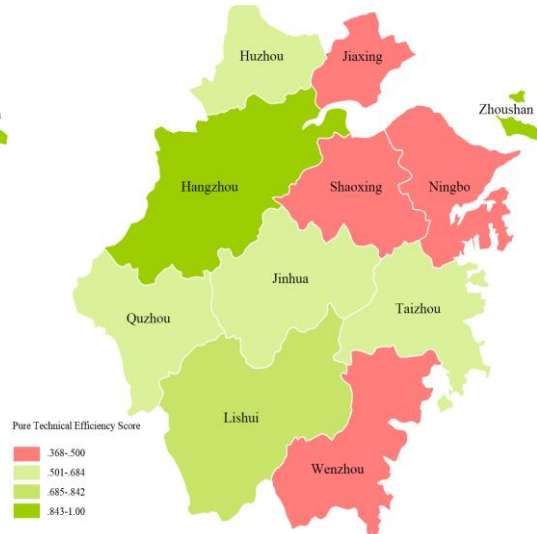 Huzhou
Jiaxing
Zhoushan
Hangzhou
Shaoxing
Ningbo
Jinhua
Quzhou
Taizhou
Lishui
Wenzhou
Pure Technical Efficiency Score
.368-.500
.501-.684
.685-.842
.843-1.00